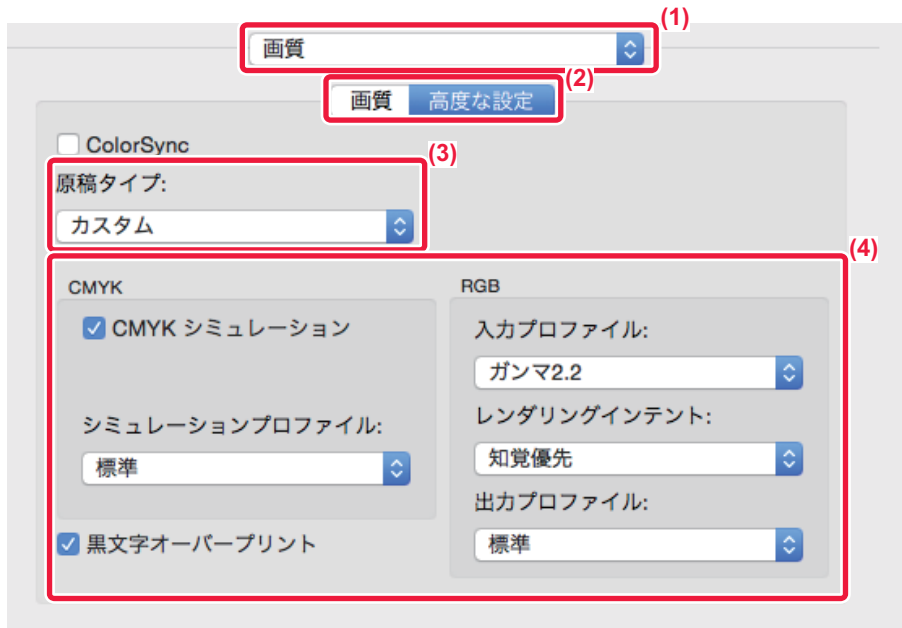 (1)
画質
(2)
画質 高度な設定
ColorSync
(3)
原稿タイプ:
カスタム
(4)
CMYK
CMYK シミュレーション
シミュレーションプロファイル:
標準
黒文字オーバープリント
RGB
入力プロファイル:
ガンマ2.2
レンダリングインテント:
知覚優先
出力プロファイル:
標準